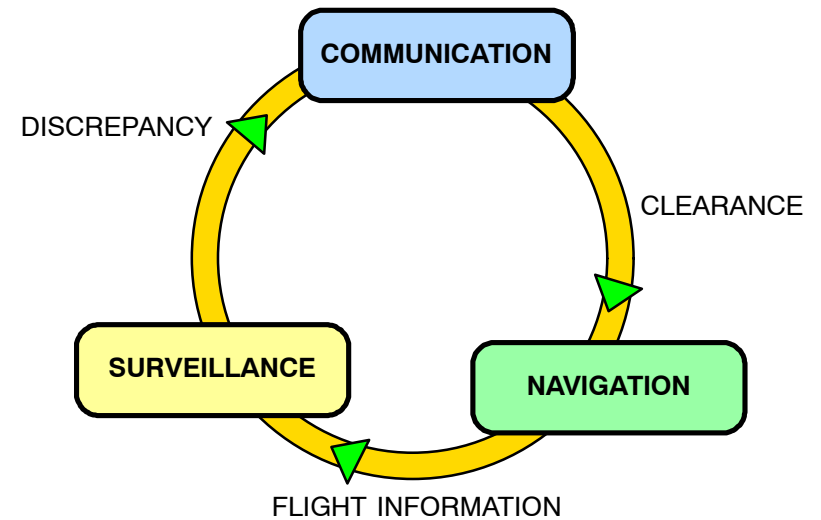 COMMUNICATION
DISCREPANCY
CLEARANCE
SURVEILLANCE
NAVIGATION
FLIGHT INFORMATION